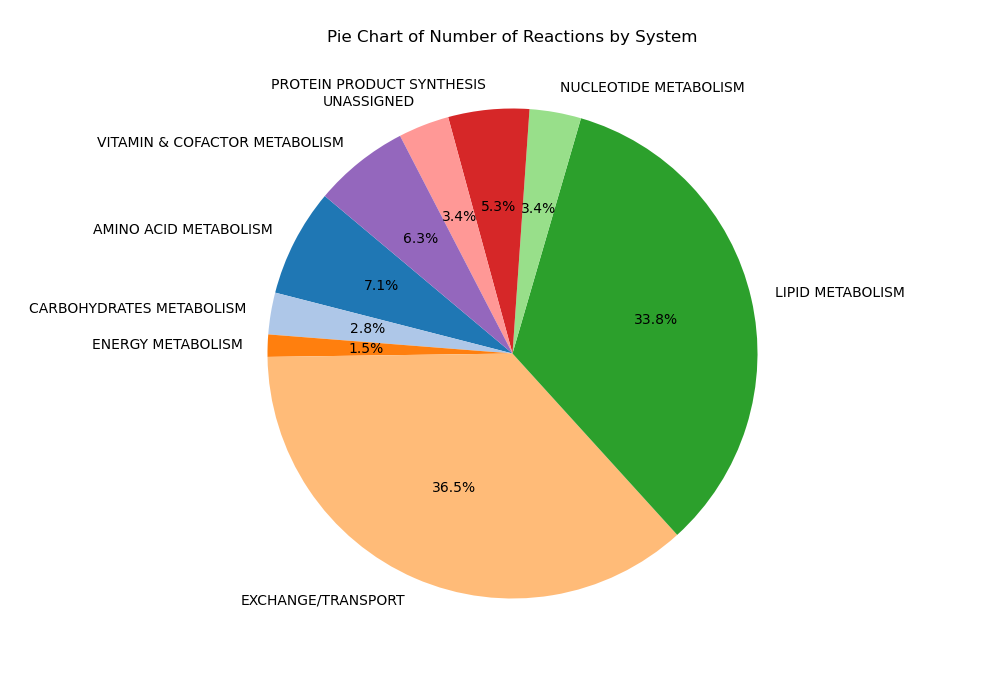 Pie Chart of Number of Reactions by System
PROTEIN PRODUCT SYNTHESIS
NUCLEOTIDE METABOLISM
UNASSIGNED
VITAMIN & COFACTOR METABOLISM
5.3%
3.4%
3.4%
AMINO ACID METABOLISM
6.3%
7.1%
LIPID METABOLISM
CARBOHYDRATES METABOLISM
33.8%
2.8%
ENERGY METABOLISM
1.5%
36.5%
EXCHANGE/TRANSPORT